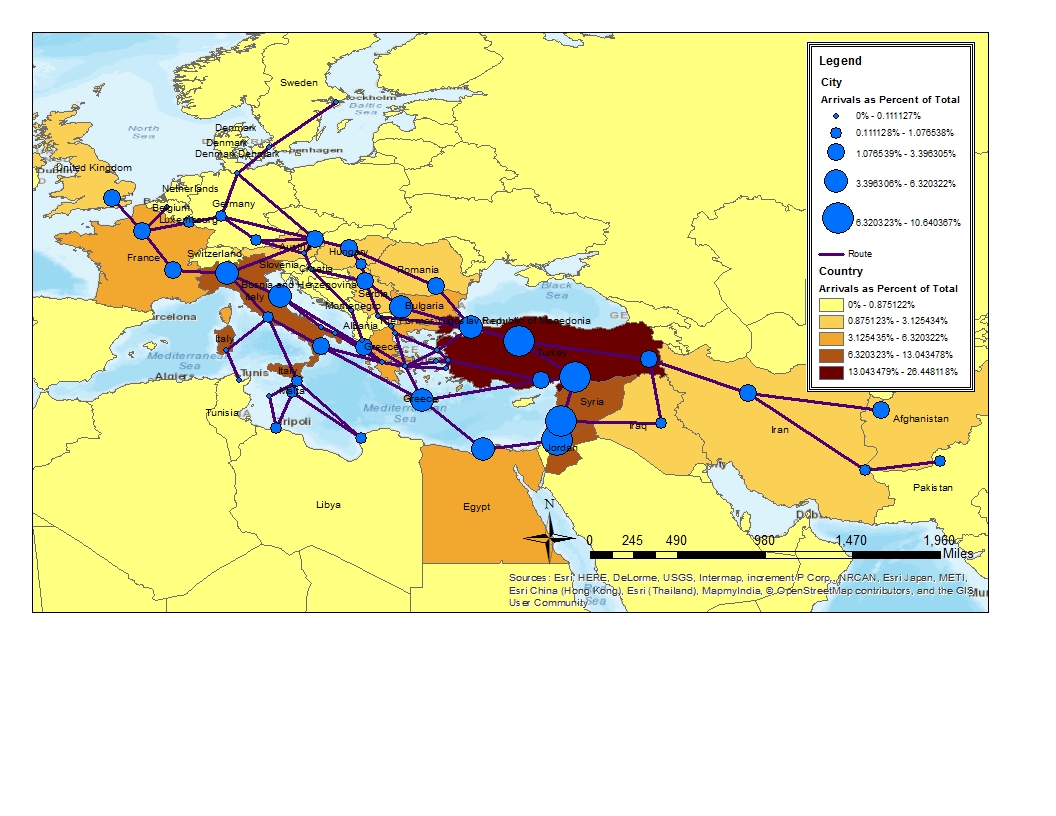 Sweden
Stockholm
Baltic
Sea
North
Sea
Denmark
Denmark
Denmark Denmark
United Kingdom
Netherlands
Belgium
Germany
Luxembourg
France
Switzerland
Austria
Hungary
Slovenia
Croatia
Romania
Bosnia and Herzegovina
Italy
Serbia
Montenegro
Bulgaria
Black
Sea
GE
Albania
Greece
Turkey
arcelona
Italy
Mediterranean
Sea
Algiers
Tunis
Italy
Malta
Greece
Tunisia
Tripoli
Mediterranean
Sea
Syria
Iraq
Iran
Afghanistan
Jordan
Pakistan
Libya
Egypt
N
0 245 490 980 1,470 1,960
Miles
Sources: Esri, HERE, DeLorme, USGS, Intermap, increment P Corp., NRCAN, Esri Japan, METI,
Esri China (Hong Kong), Esri (Thailand), MapmyIndia, © OpenStreetMap contributors, and the GIS
User Community
Legend
City
Arrivals as Percent of Total
0% - 0.111127%
0.111128% - 1.076538%
1.076539% - 3.396305%
3.396306% - 6.320322%
6.320323% - 10.640367%
Route
Country
Arrivals as Percent of Total
0% - 0.875122%
0.875123% - 3.125434%
3.125435% - 6.320322%
6.320323% - 13.043478%
13.043479% - 26.448118%